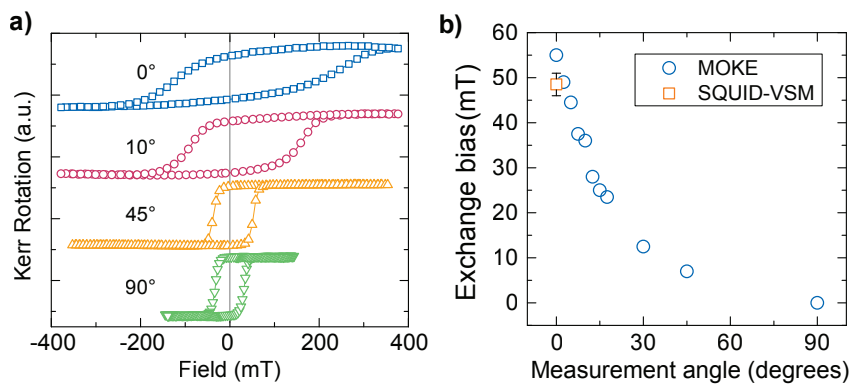 a)
0°
10°
45°
90°
Kerr Rotation (a.u.)
-400 -200 0 200 400
Field (mT)
b)
60
50
40
30
20
10
0
MOKE
SQUID-VSM
Exchange bias(mT)
0 30 60 90
Measurement angle (degrees)